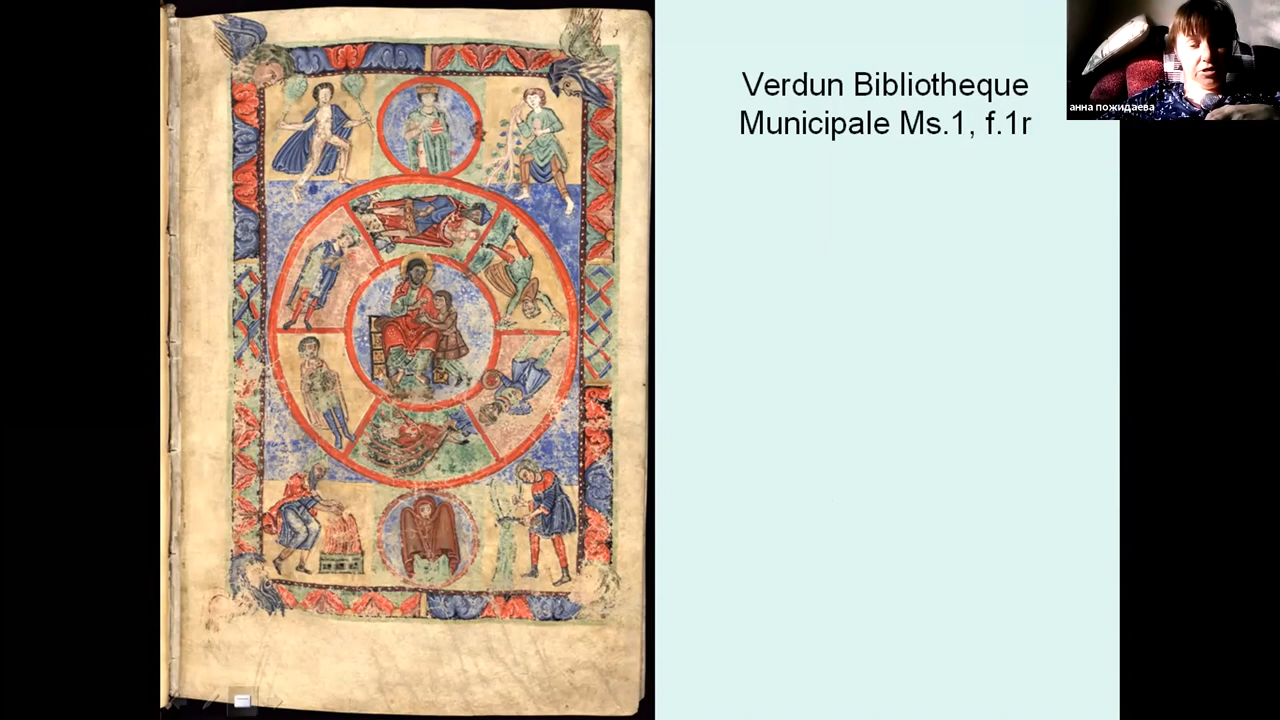 Verdun Bibliotheque
Municipale Ms.1, f.1r
анна пожидаева